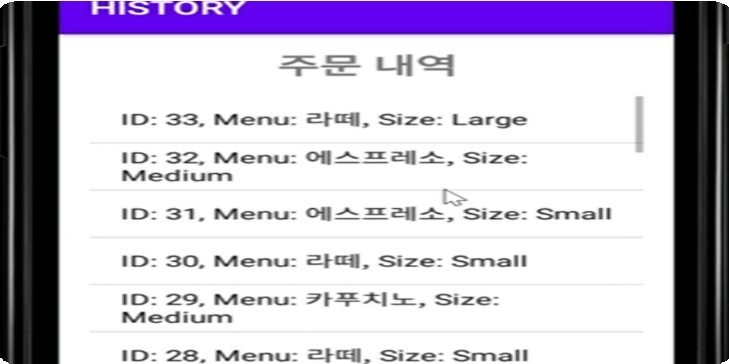 HISTORY
주문 내역
ID: 33, Menu: 라떼, Size: Large
ID: 32, Menu: 에스프레소, Size:
Medium
ID: 31, Menu: 에스프레소, Size: Small
ID: 30, Menu: 라떼, Size: Small
ID: 29, Menu: 카푸치노, Size:
Medium
ID: 28, Menu: 라떼, Size: Small